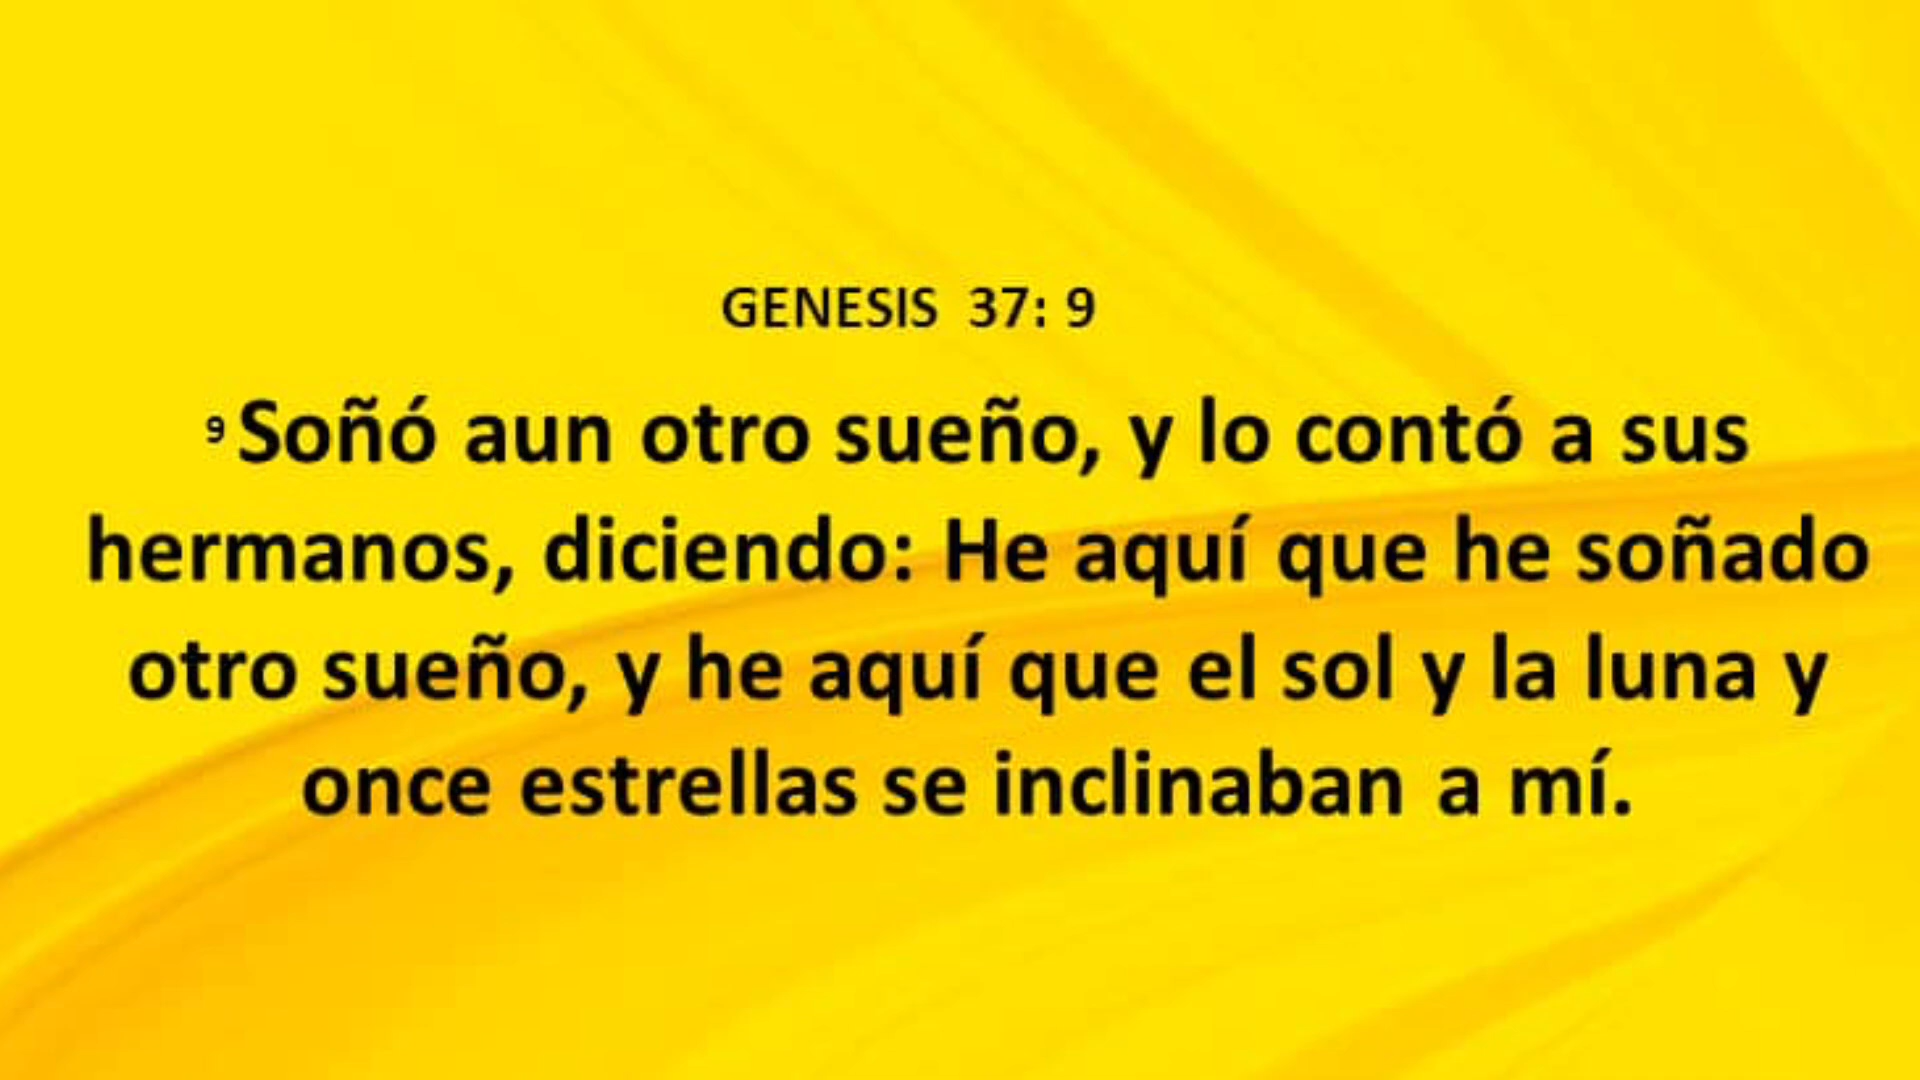 GENESIS 37: 9
9 Soñó aun otro sueño, y lo contó a sus
hermanos, diciendo: He aquí que he soñado
otro sueño, y he aquí que el sol y la luna y
once estrellas se inclinaban a mí.